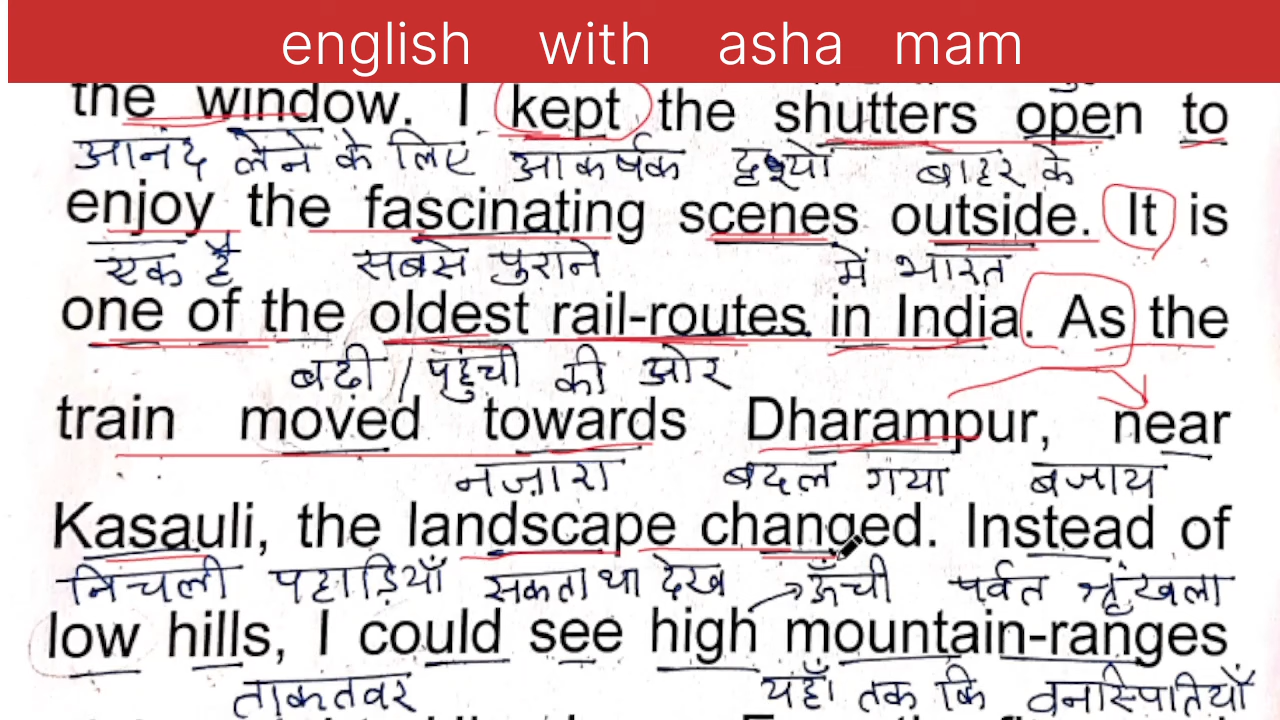 english with asha mam
the window. I kept the shutters open to
आनंद लेने के लिए आकर्षक दृश्यों बाहर के
enjoy the fascinating scenes outside. It is
एक है सबसे पुराने में भारत
one of the oldest rail-routes in India. As the
बढ़ी / पहुंची की ओर
train moved towards Dharampur, near
नज़ारा बदल गया बजाय
Kasauli, the landscape changed. Instead of
निचली पहाड़ियाँ सकता था देख ऊँची पर्वत श्रृंखला
low hills, I could see high mountain-ranges
ताकतवर यहाँ तक कि वनस्पितियाँ